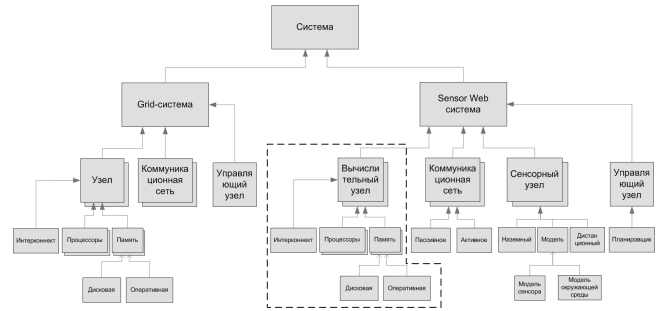 Система
Grid-система
Sensor Web
система
Узел
Коммуника
ционная
сеть
Управля
ющий
узел
Вычисли
тельный
узел
Коммуника
ционная
сеть
Сенсорный
узел
Управля
ющий
узел
Интерконнект
Процессоры
Память
Интерконнект
Процессоры
Память
Пассивное
Активное
Наземный
Модель
Дистан
ционный
Планировщик
Дисковая
Оперативная
Дисковая
Оперативная
Модель
сенсора
Модель
окружающей
среды